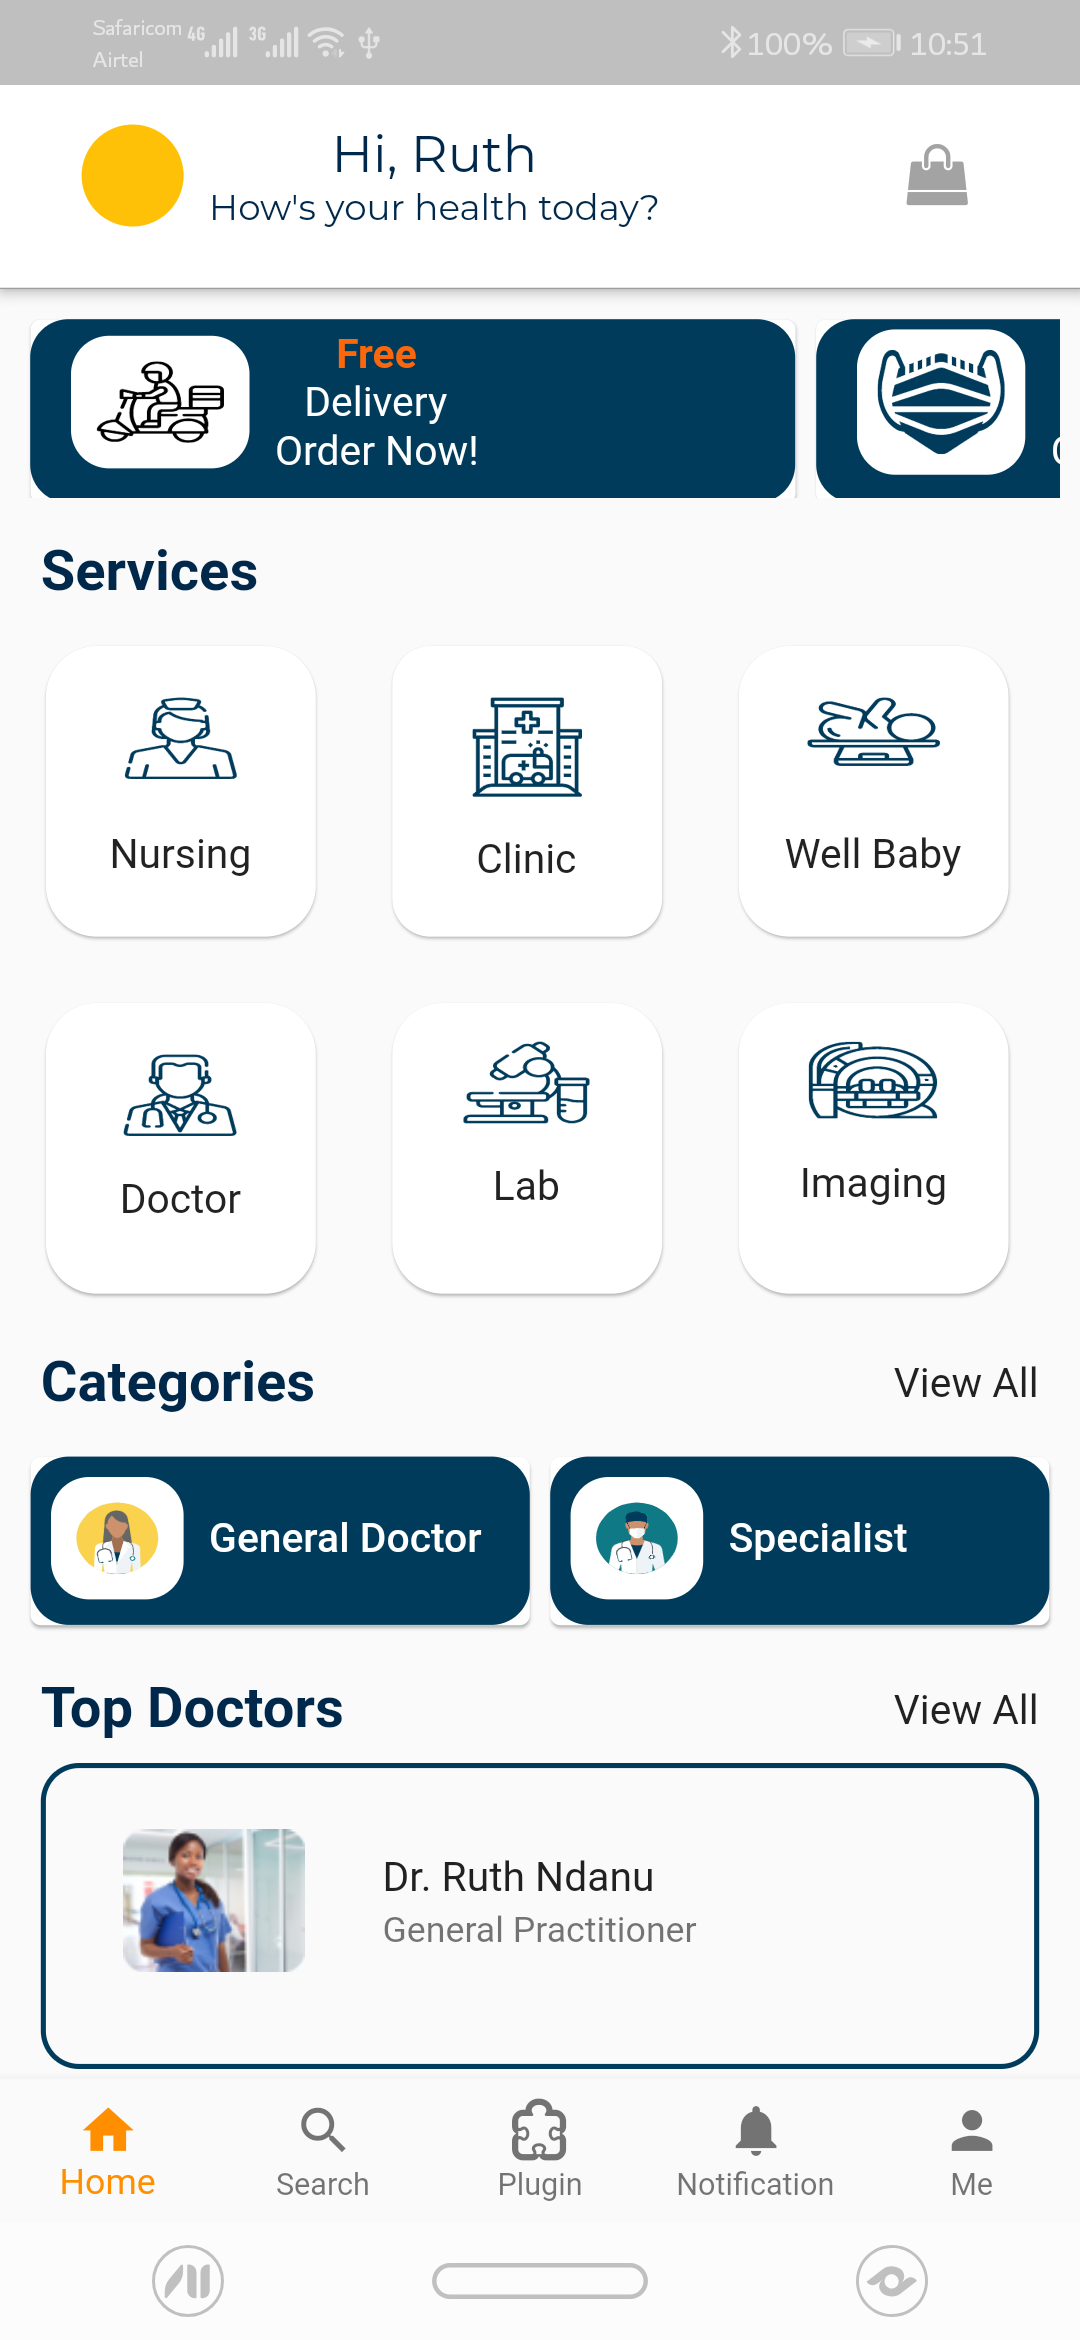 Safaricom 4G 3G 100% 10:51
Airtel
Hi, Ruth
How's your health today?
Free
Delivery
Order Now!
Services
Nursing
Clinic
Well Baby
Doctor
Lab
Imaging
Categories
View All
General Doctor
Specialist
Top Doctors
View All
Dr. Ruth Ndanu
General Practitioner
Home
Search
Plugin
Notification
Me